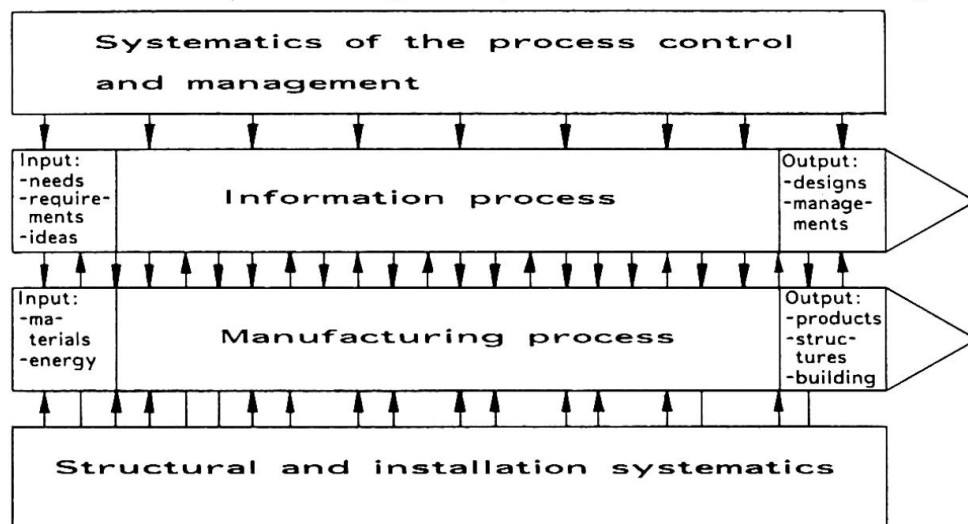 Systematics of the process control
and management
Input:
-needs
-require-
ments
-ideas
Information process
Output:
-designs
-manage-
ments
Input:
-ma-
terials
-energy
Manufacturing process
Output:
-products
-struc-
tures
-building
Structural and installation systematics